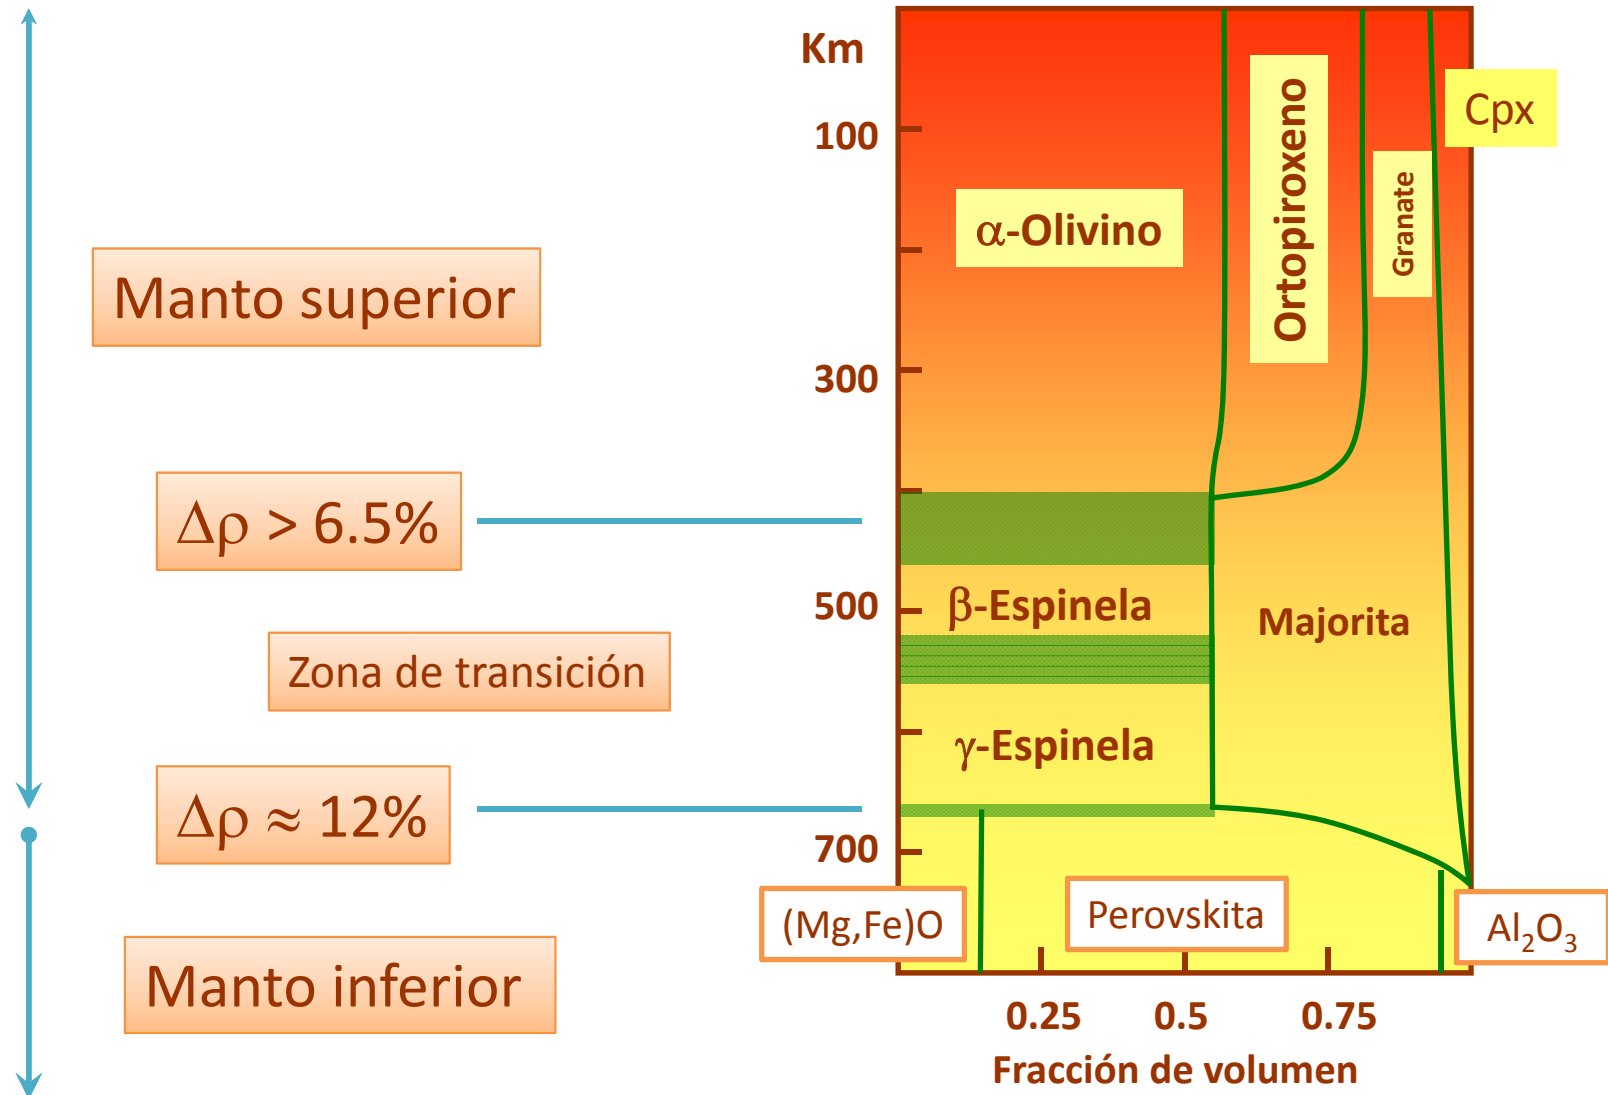 Km
100
300
500
700
Manto superior
Δρ > 6.5%
Zona de transición
Δρ ≈ 12%
Manto inferior
α-Olivino
Ortopiroxeno
Granate
Cpx
β-Espinela
Majorita
γ-Espinela
(Mg,Fe)O
Perovskita
Al₂O₃
0.25 0.5 0.75
Fracción de volumen